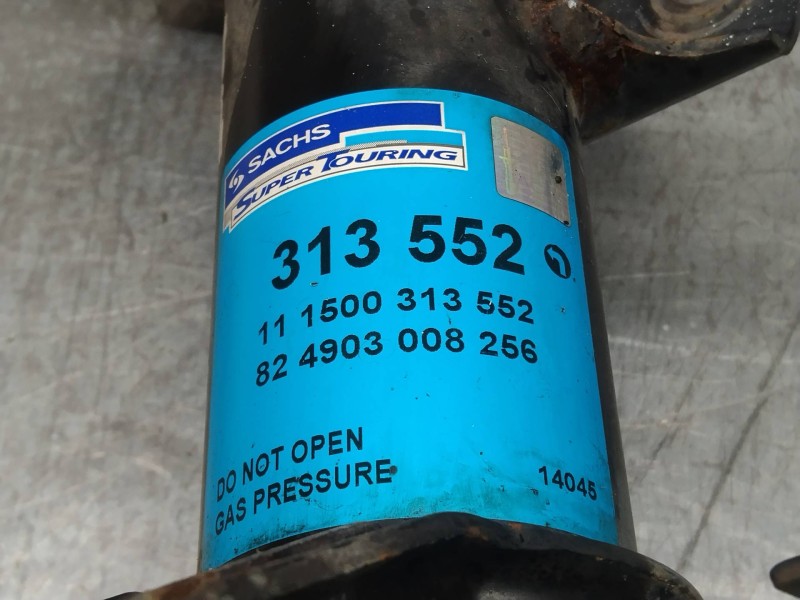 SACHS
SUPER TOURING
313 552
11 1500 313 552
82 4903 008 256
DO NOT OPEN
GAS PRESSURE
14045